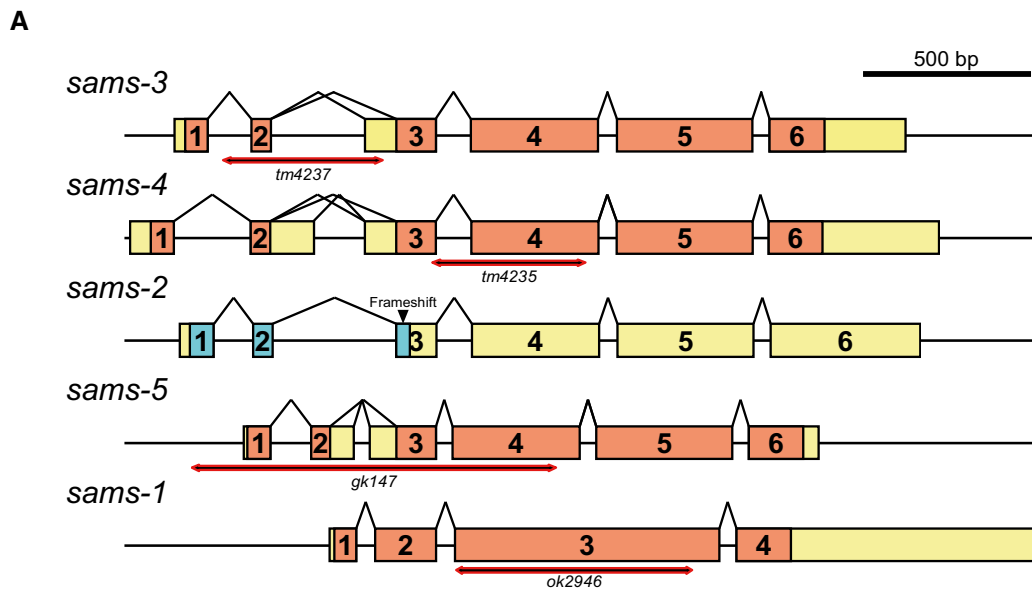 A
500 bp
sams-3
1 2 3 4 5 6
tm4237
sams-4
1 2 3 4 5 6
tm4235
sams-2
Frameshift
1 2 3 4 5 6
sams-5
1 2 3 4 5 6
gk147
sams-1
1 2 3 4
ok2946